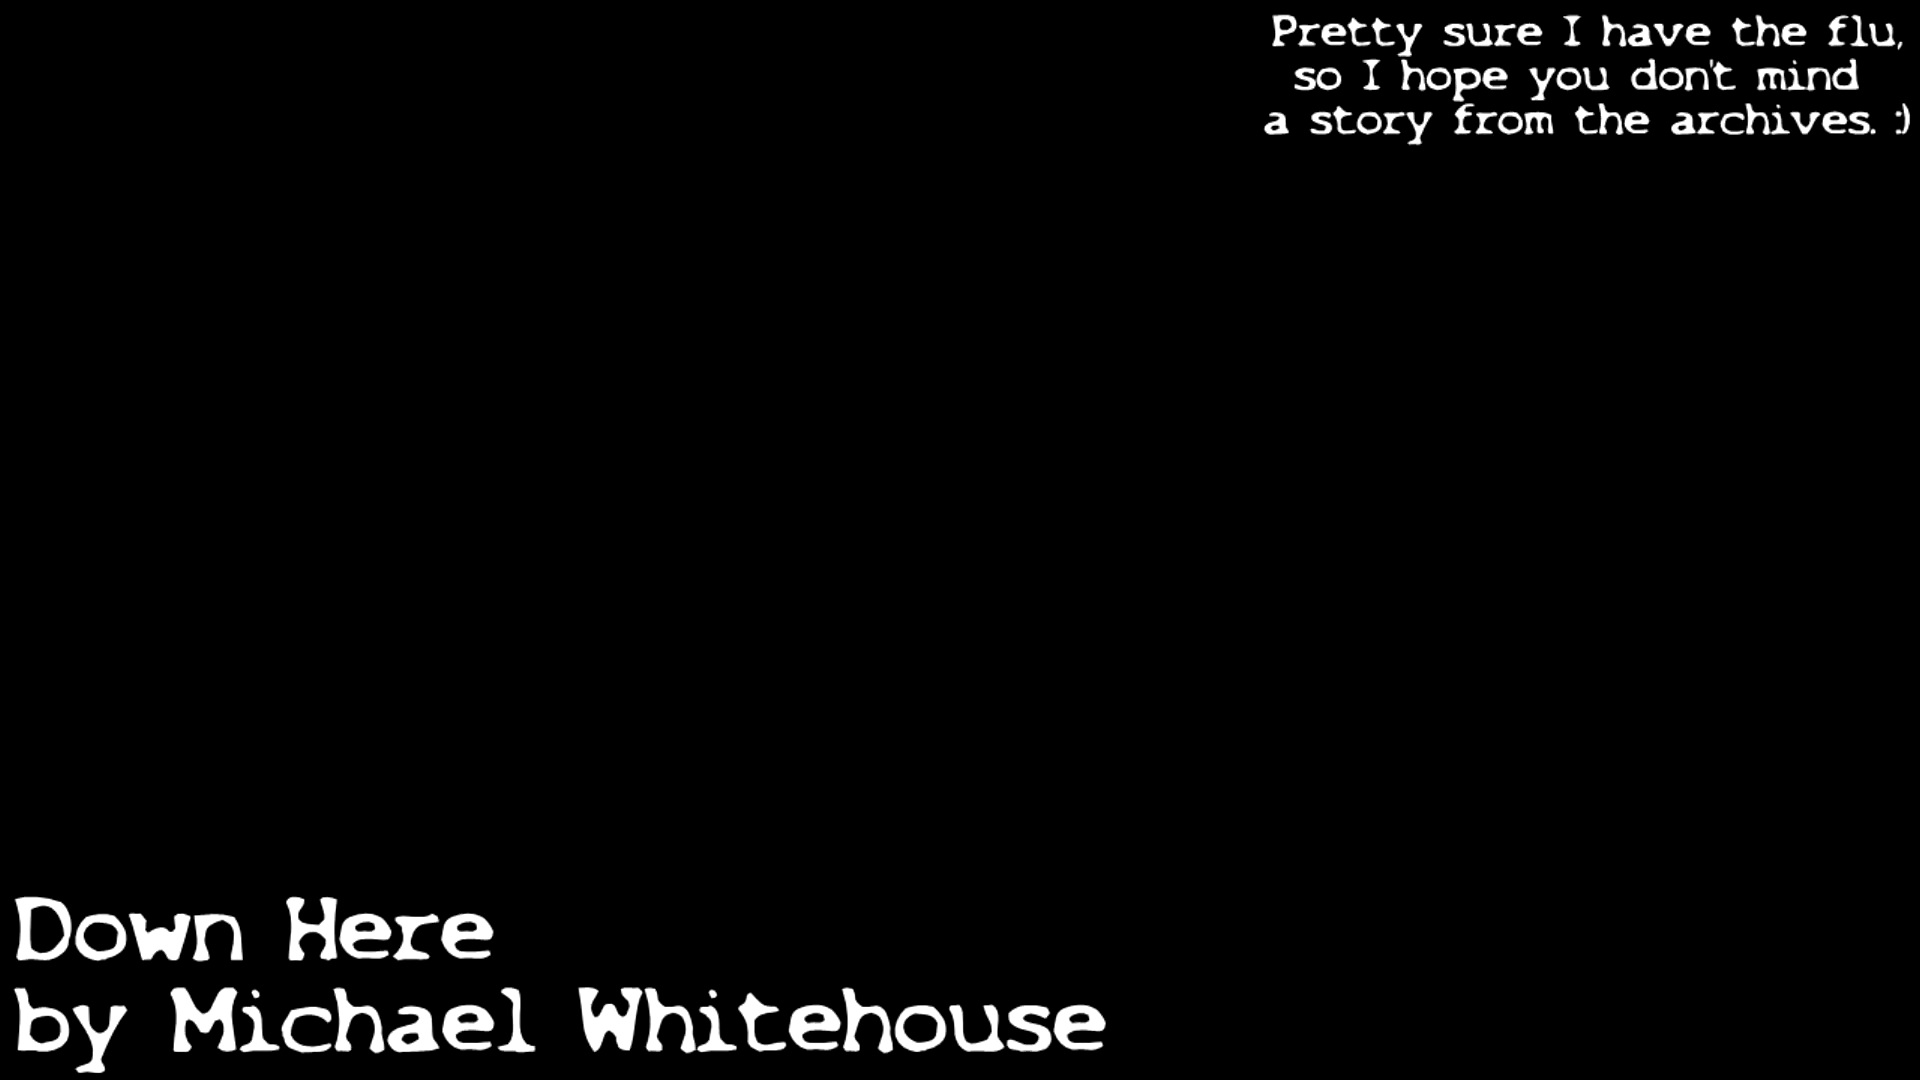 Pretty sure I have the flu,
so I hope you don't mind
a story from the archives. :)
Down Here
by Michael Whitehouse